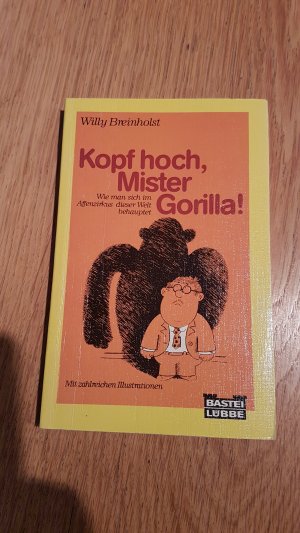 Willy Breinholst
Kopf hoch,
Mister
Gorilla!
Wie man sich im
Affenzirkus dieser Welt
behauptet
Mit zahlreichen Illustrationen
BASTEI
LÜBBE